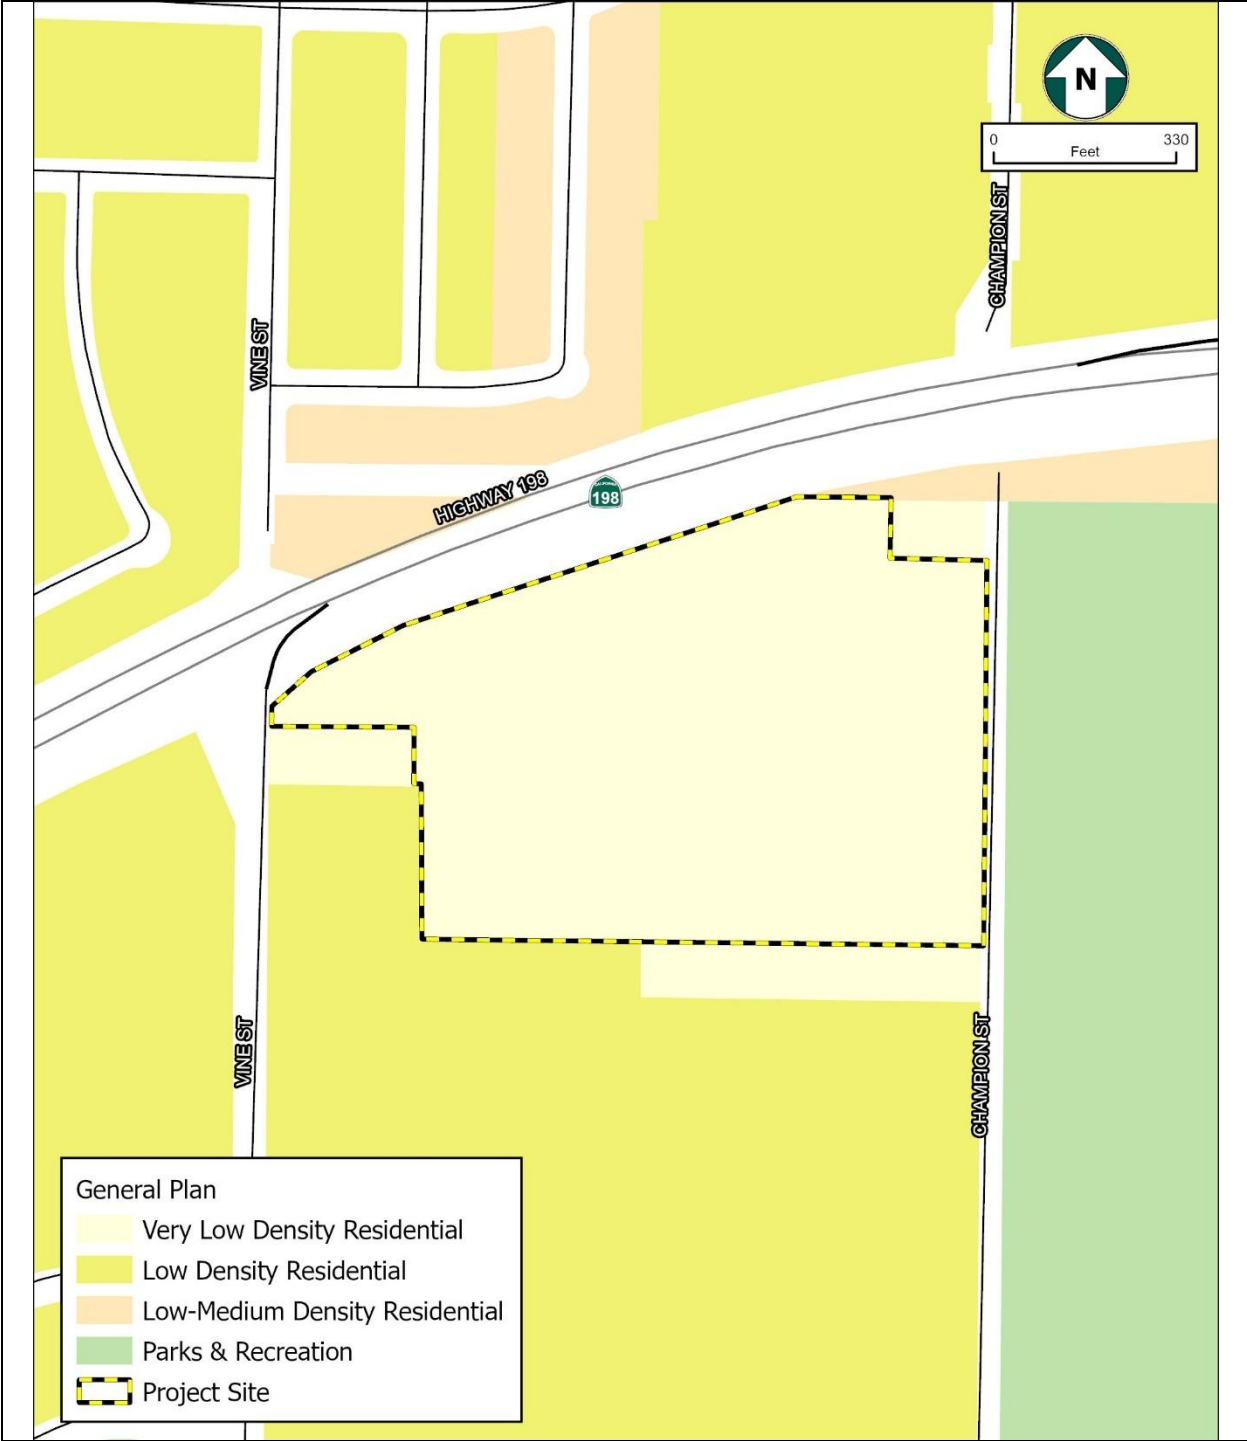 N
0 330
Feet
CHAMPION ST
VINE ST
HIGHWAY 198
CALIFORNIA
198
VINE ST
CHAMPION ST
General Plan
Very Low Density Residential
Low Density Residential
Low-Medium Density Residential
Parks & Recreation
Project Site